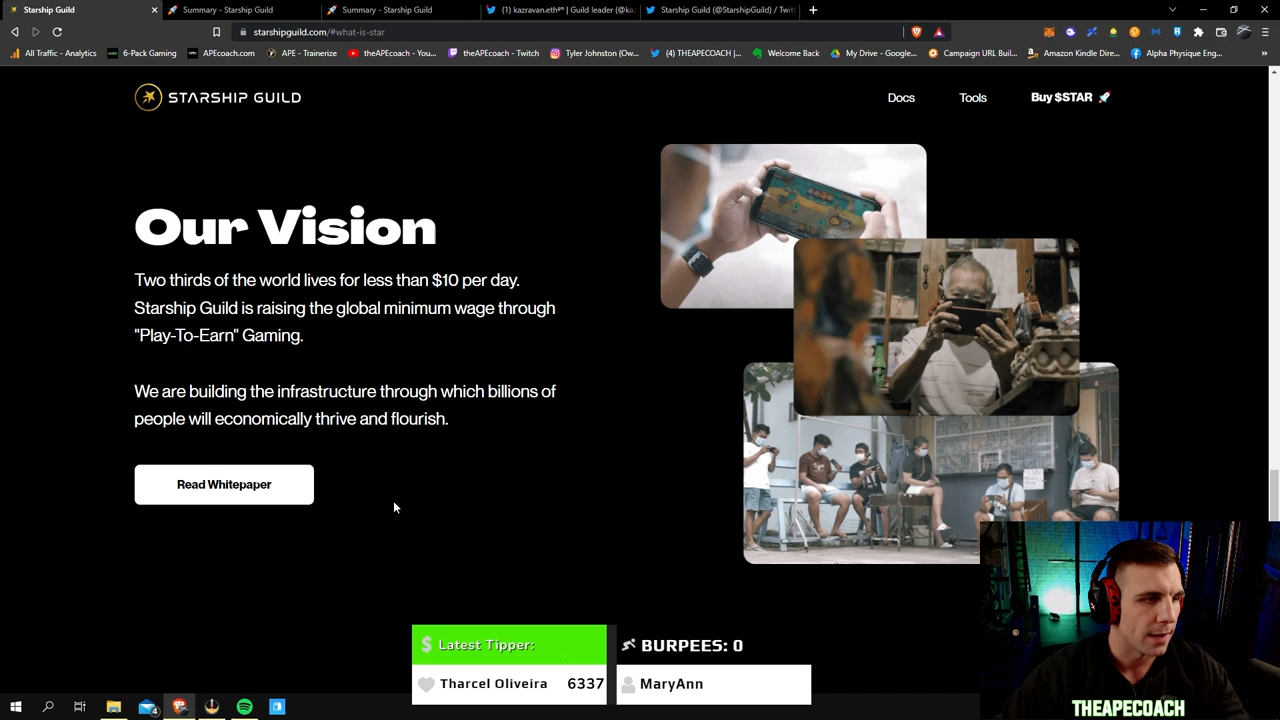 Starship Guild
Summary - Starship Guild
Summary - Starship Guild
(1) kazravan.eth | Guild leader (@kaz
Starship Guild (@StarshipGuild) / Twit
starshipguild.com/#what-is-star
All Traffic - Analytics
6-Pack Gaming
APEcoach.com
APE - Trainerize
theAPEcoach - You...
theAPEcoach - Twitch
Tyler Johnston (Ow...
(4) THEAPECOACH |...
Welcome Back
My Drive - Google...
Campaign URL Buil...
Amazon Kindle Dire...
Alpha Physique Eng...
STARSHIP GUILD
Docs
Tools
Buy $STAR 🚀
Our Vision
Two thirds of the world lives for less than $10 per day.
Starship Guild is raising the global minimum wage through
"Play-To-Earn" Gaming.
We are building the infrastructure through which billions of
people will economically thrive and flourish.
Read Whitepaper
$ Latest Tipper:
BURPEES: 0
Tharcel Oliveira 6337
MaryAnn
THEAPECOACH
4